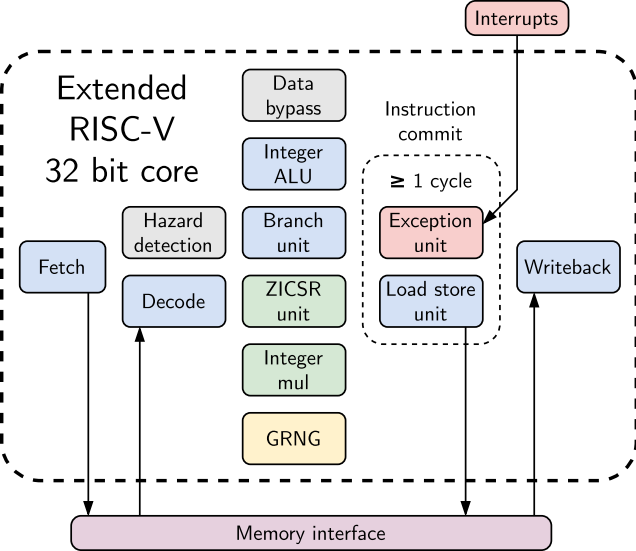 Interrupts
Extended
RISC-V
32 bit core
Data
bypass
Instruction
commit
Integer
ALU
≥ 1 cycle
Hazard
detection
Branch
unit
Exception
unit
Fetch
Writeback
Decode
ZICSR
unit
Load store
unit
Integer
mul
GRNG
Memory interface